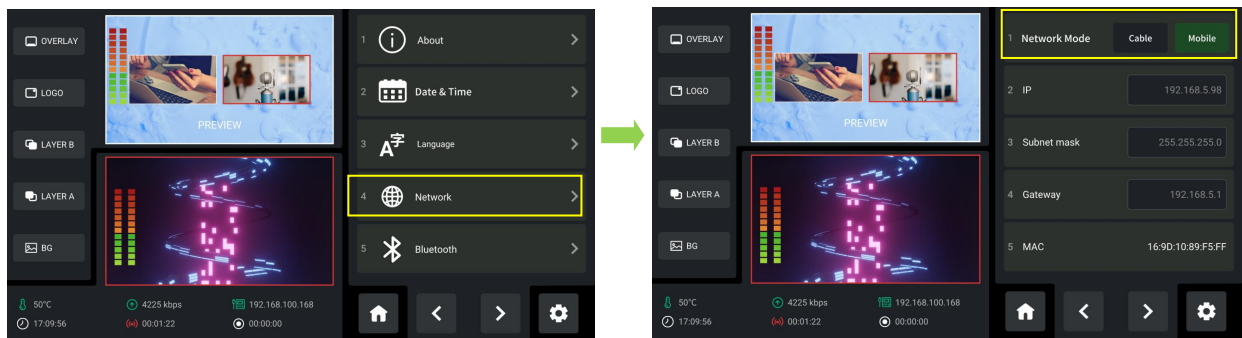 OVERLAY
LOGO
LAYER B
LAYER A
BG
PREVIEW
1 About
2 Date & Time
3 A字 Language
4 Network
5 Bluetooth
50°C 4225 kbps 192.168.100.168
17:09:56 00:01:22 00:00:00
OVERLAY
LOGO
LAYER B
LAYER A
BG
PREVIEW
1 Network Mode Cable Mobile
2 IP 192.168.5.98
3 Subnet mask 255.255.255.0
4 Gateway 192.168.5.1
5 MAC 16:9D:10:89:F5:FF
50°C 4225 kbps 192.168.100.168
17:09:56 00:01:22 00:00:00